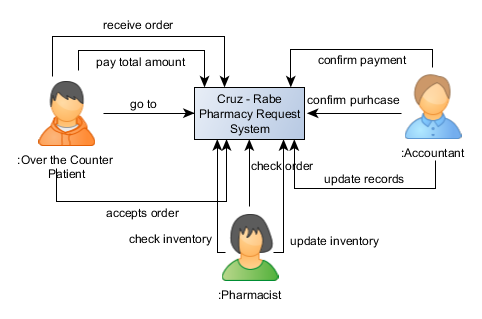 receive order
pay total amount
confirm payment
Cruz - Rabe
Pharmacy Request
System
go to
confirm purhcase
:Over the Counter
Patient
:Accountant
check order
update records
accepts order
check inventory
update inventory
:Pharmacist